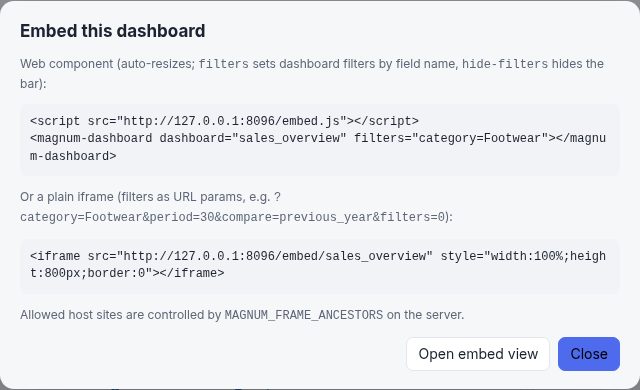 Embed this dashboard
Web component (auto-resizes; filters sets dashboard filters by field name, hide-filters hides the
bar):
<script src="http://127.0.0.1:8096/embed.js"></script>
<magnum-dashboard dashboard="sales_overview" filters="category=Footwear"></magnu
m-dashboard>
Or a plain iframe (filters as URL params, e.g. ?
category=Footwear&period=30&compare=previous_year&filters=0):
<iframe src="http://127.0.0.1:8096/embed/sales_overview" style="width:100%;heigh
t:800px;border:0"></iframe>
Allowed host sites are controlled by MAGNUM_FRAME_ANCESTORS on the server.
Open embed view
Close